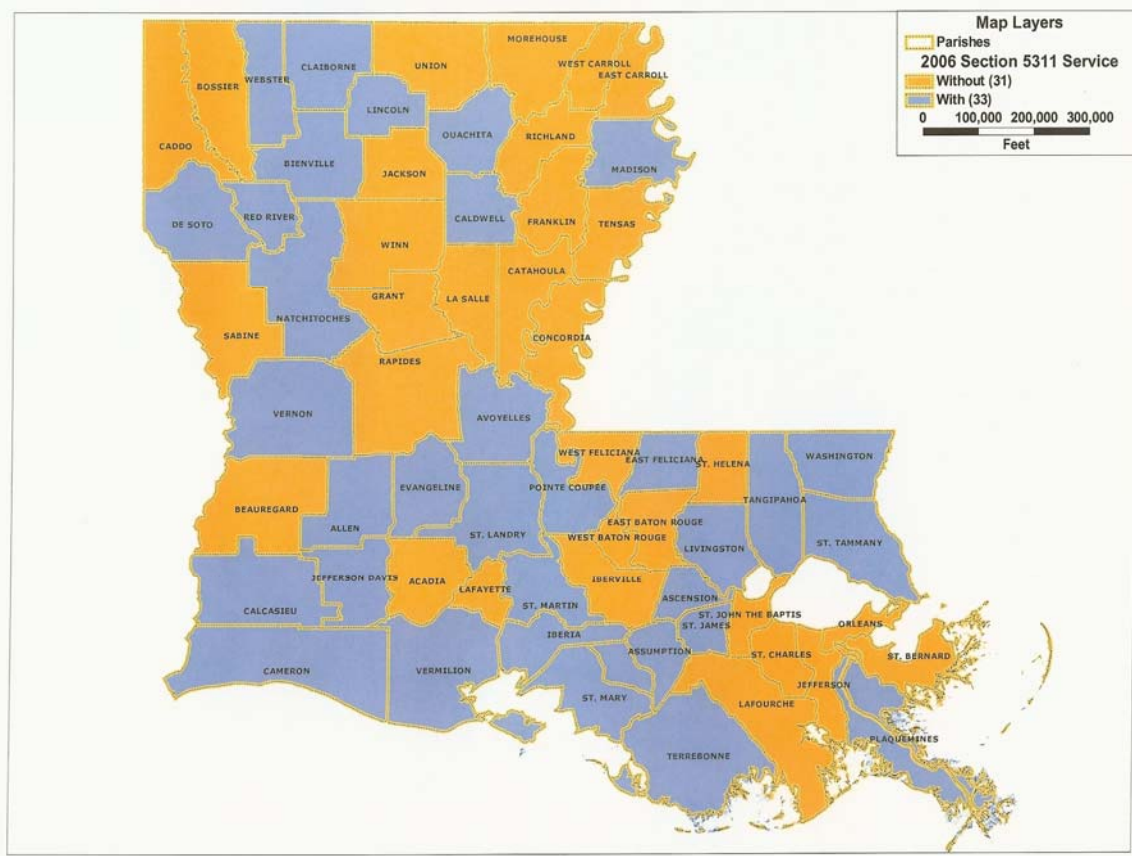 Map Layers
Parishes
2006 Section 5311 Service
Without (31)
With (33)
0 100,000 200,000 300,000
Feet
MOREHOUSE
WEST CARROLL
EAST CARROLL
UNION
CLAIBORNE
WEBSTER
BOSSIER
LINCOLN
OUACHITA
RICHLAND
CADDO
BIENVILLE
JACKSON
MADISON
DE SOTO
RED RIVER
CALDWELL
FRANKLIN
TENSAS
WINN
CATAHOULA
GRANT
LA SALLE
NATCHITOCHES
SABINE
CONCORDIA
RAPIDES
VERNON
AVOYELLES
WEST FELICIANA
EAST FELICIANA
ST. HELENA
WASHINGTON
EVANGELINE
POINTE COUPEE
TANGIPAHOA
BEAUREGARD
ALLEN
EAST BATON ROUGE
ST. LANDRY
WEST BATON ROUGE
LIVINGSTON
ST. TAMMANY
JEFFERSON DAVIS
ACADIA
LAFAYETTE
IBERVILLE
CALCASIEU
ST. MARTIN
ASCENSION
ST. JOHN THE BAPTIS
ST. JAMES
ORLEANS
IBERIA
ASSUMPTION
ST. CHARLES
ST. BERNARD
CAMERON
VERMILION
JEFFERSON
ST. MARY
LAFOURCHE
PLAQUEMINES
TERREBONNE